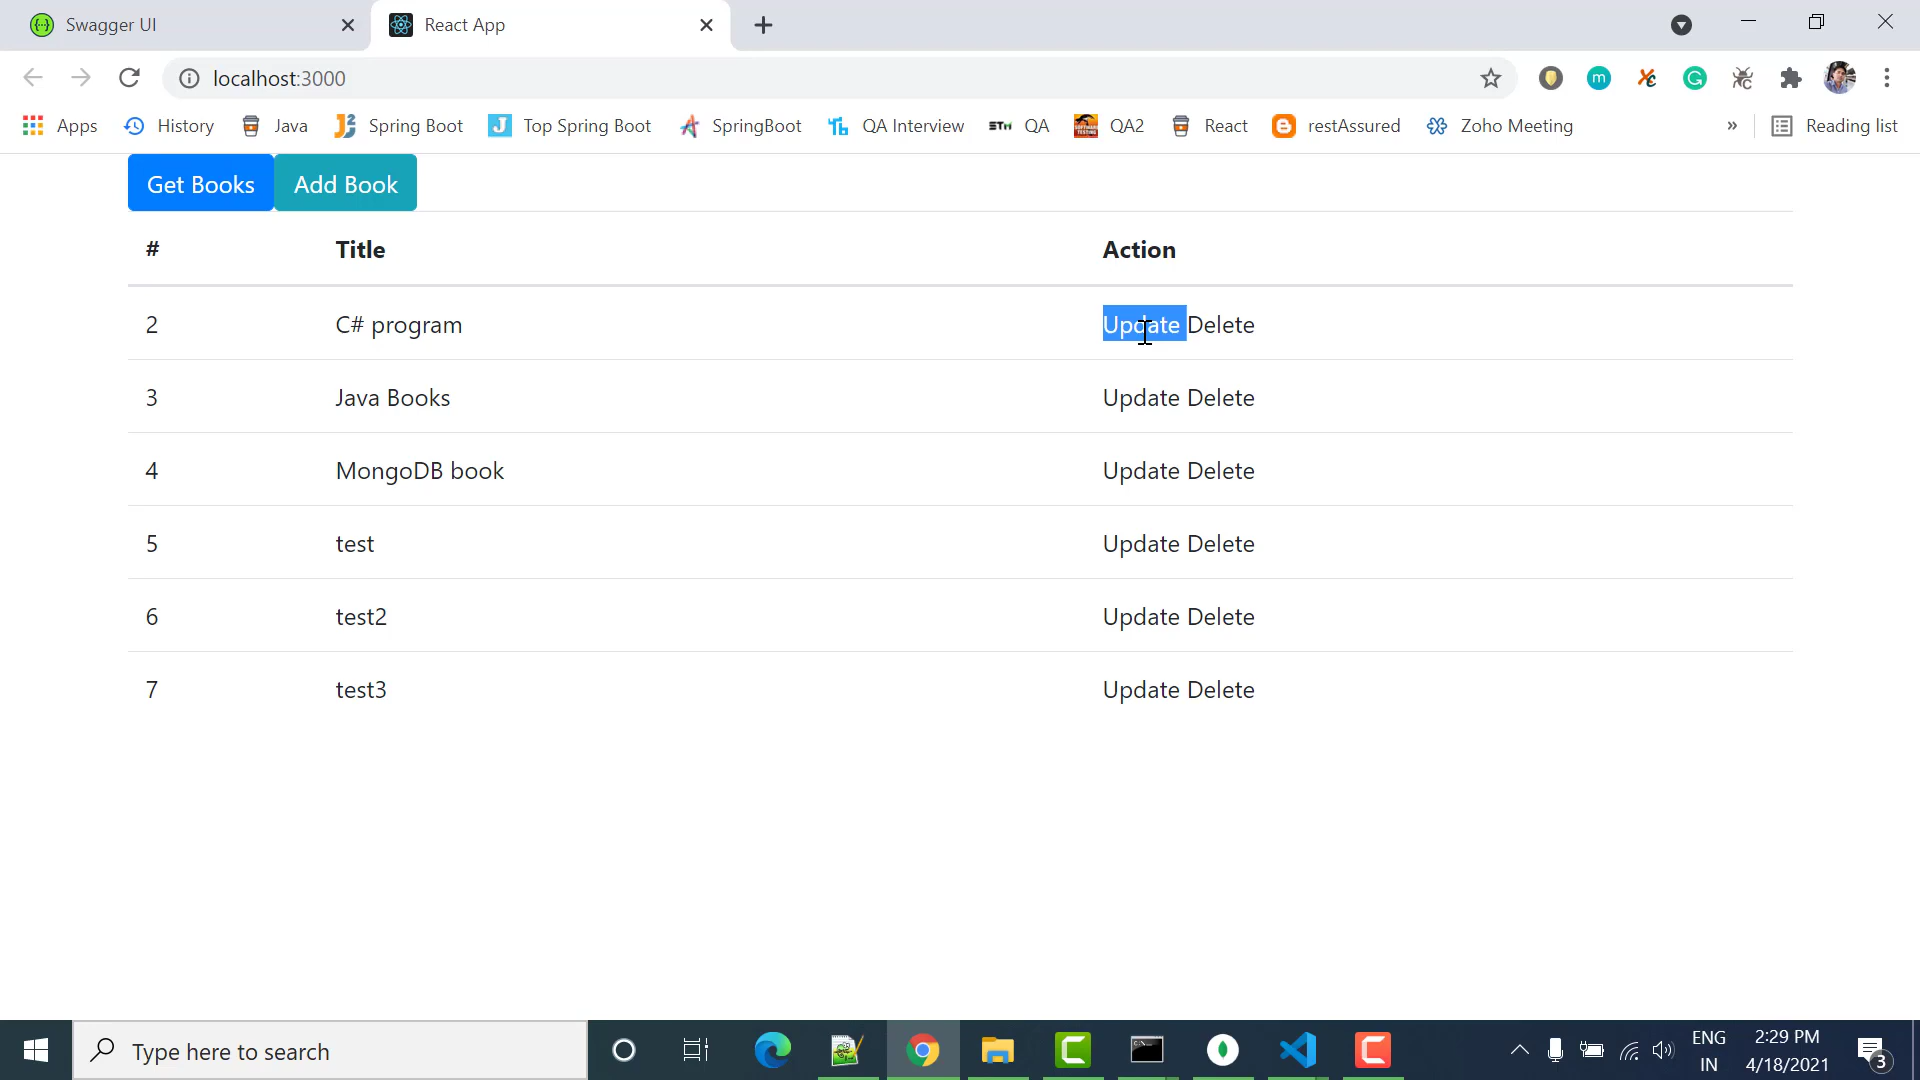 Swagger UI
React App
localhost:3000
Apps History Java Spring Boot Top Spring Boot SpringBoot QA Interview STH QA QA2 React restAssured Zoho Meeting » Reading list
Get Books Add Book
# Title Action
2 C# program Update Delete
3 Java Books Update Delete
4 MongoDB book Update Delete
5 test Update Delete
6 test2 Update Delete
7 test3 Update Delete
Type here to search
ENG
IN
2:29 PM
4/18/2021
3